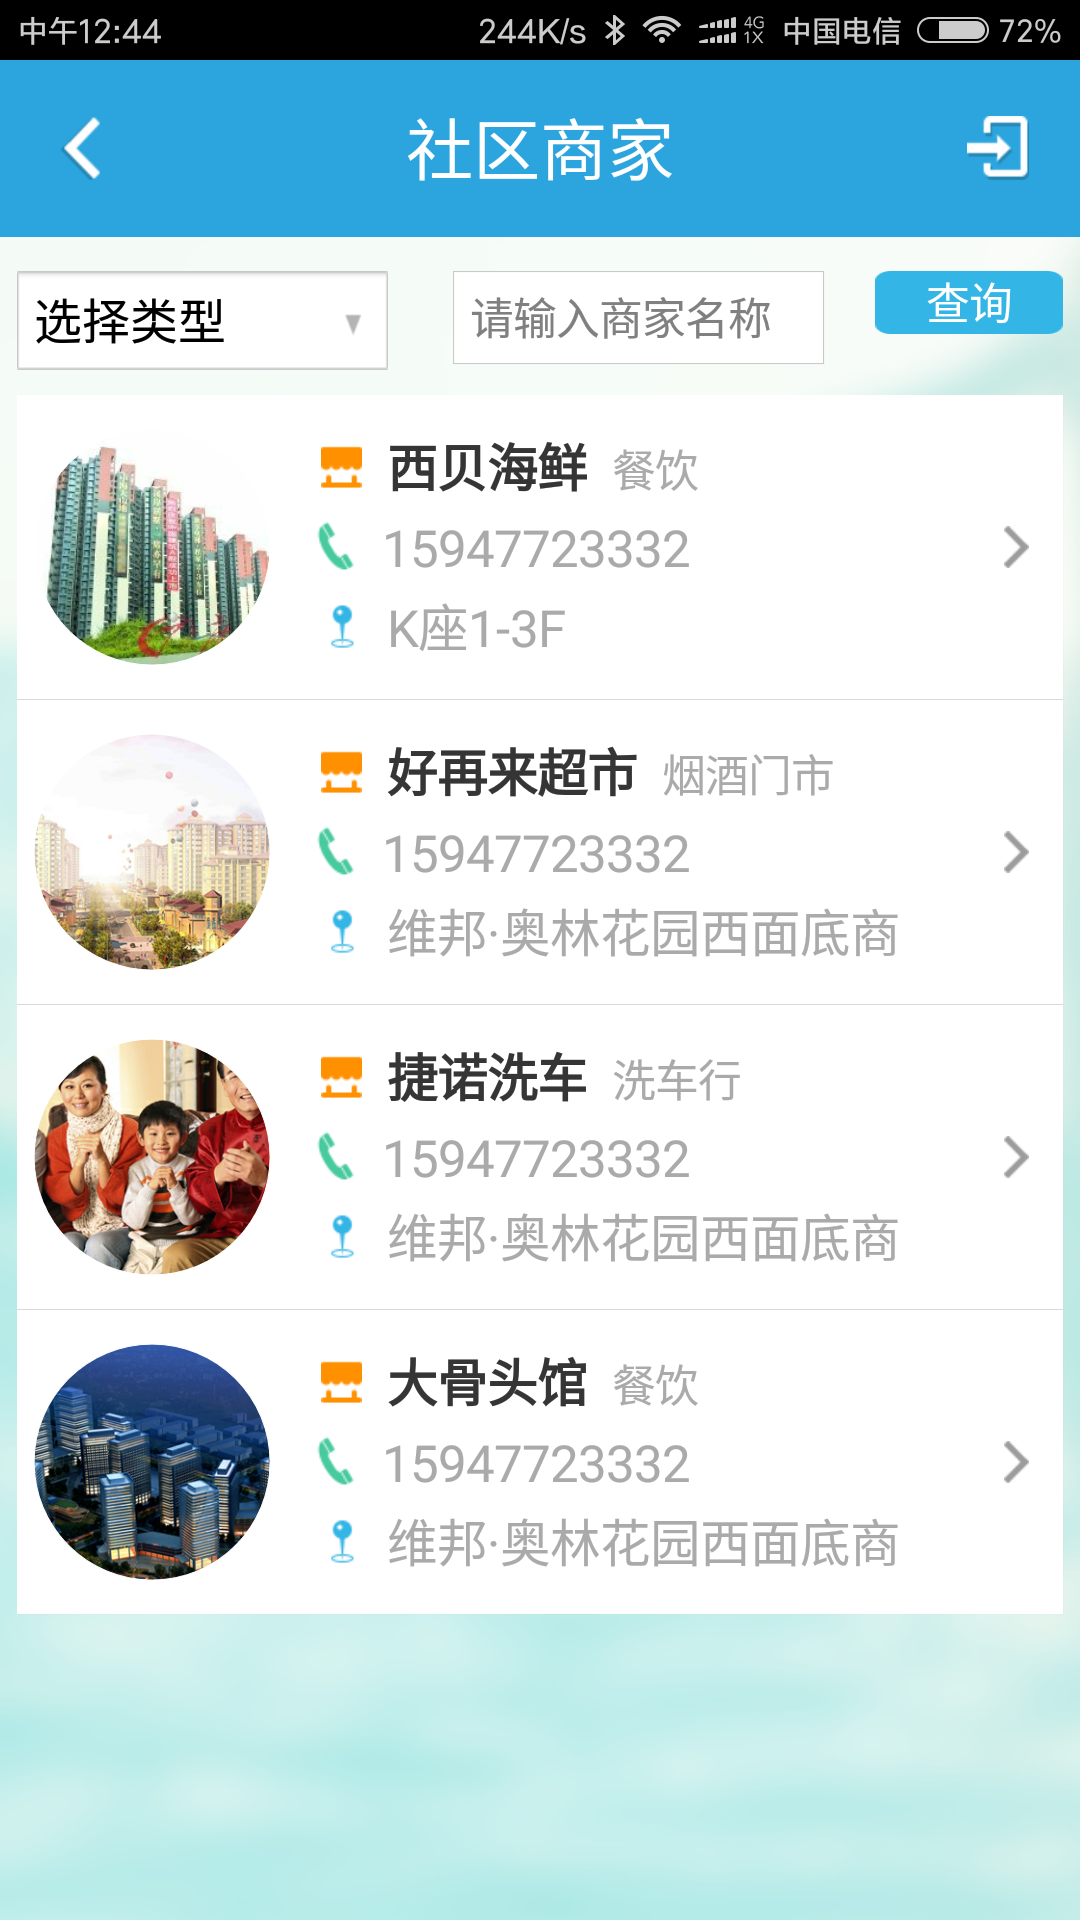 中午12:44 244K/s 4G 1X 中国电信 72%
社区商家
选择类型 请输入商家名称 查询
西贝海鲜 餐饮
15947723332
K座1-3F
好再来超市 烟酒门市
15947723332
维邦·奥林花园西面底商
捷诺洗车 洗车行
15947723332
维邦·奥林花园西面底商
大骨头馆 餐饮
15947723332
维邦·奥林花园西面底商